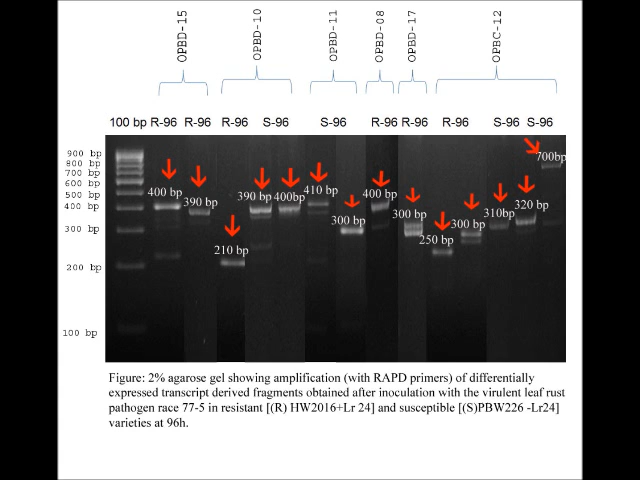 OPBD-15 OPBD-10 OPBD-11 OPBD-08 OPBD-17 OPBC-12
100 bp R-96 R-96 R-96 S-96 S-96 R-96 R-96 R-96 S-96 S-96
900 bp
800 bp
700 bp
600 bp
500 bp
400 bp
300 bp
200 bp
100 bp
400 bp
390 bp
210 bp
390 bp
400bp
410 bp
300 bp
400 bp
300 bp
250 bp
300 bp
310bp
320 bp
700bp
Figure: 2% agarose gel showing amplification (with RAPD primers) of differentially
expressed transcript derived fragments obtained after inoculation with the virulent leaf rust
pathogen race 77-5 in resistant [(R) HW2016+Lr 24] and susceptible [(S)PBW226 -Lr24]
varieties at 96h.